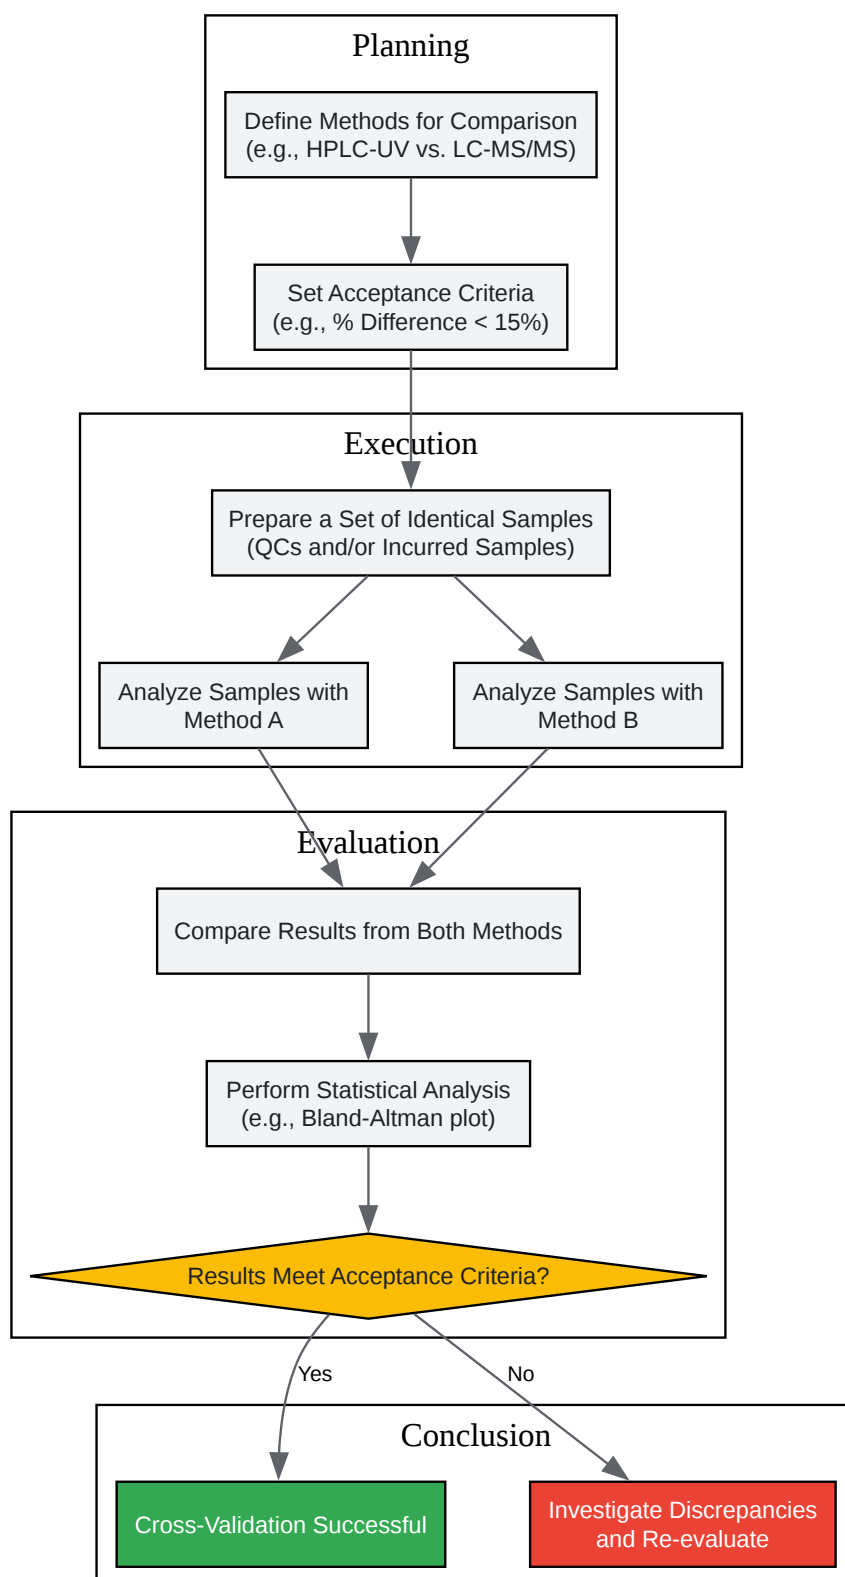 Planning
Define Methods for Comparison
(e.g., HPLC-UV vs. LC-MS/MS)
Set Acceptance Criteria
(e.g., % Difference < 15%)
Execution
Prepare a Set of Identical Samples
(QCs and/or Incurred Samples)
Analyze Samples with
Method A
Analyze Samples with
Method B
Evaluation
Compare Results from Both Methods
Perform Statistical Analysis
(e.g., Bland-Altman plot)
Results Meet Acceptance Criteria?
Yes
No
Conclusion
Cross-Validation Successful
Investigate Discrepancies
and Re-evaluate